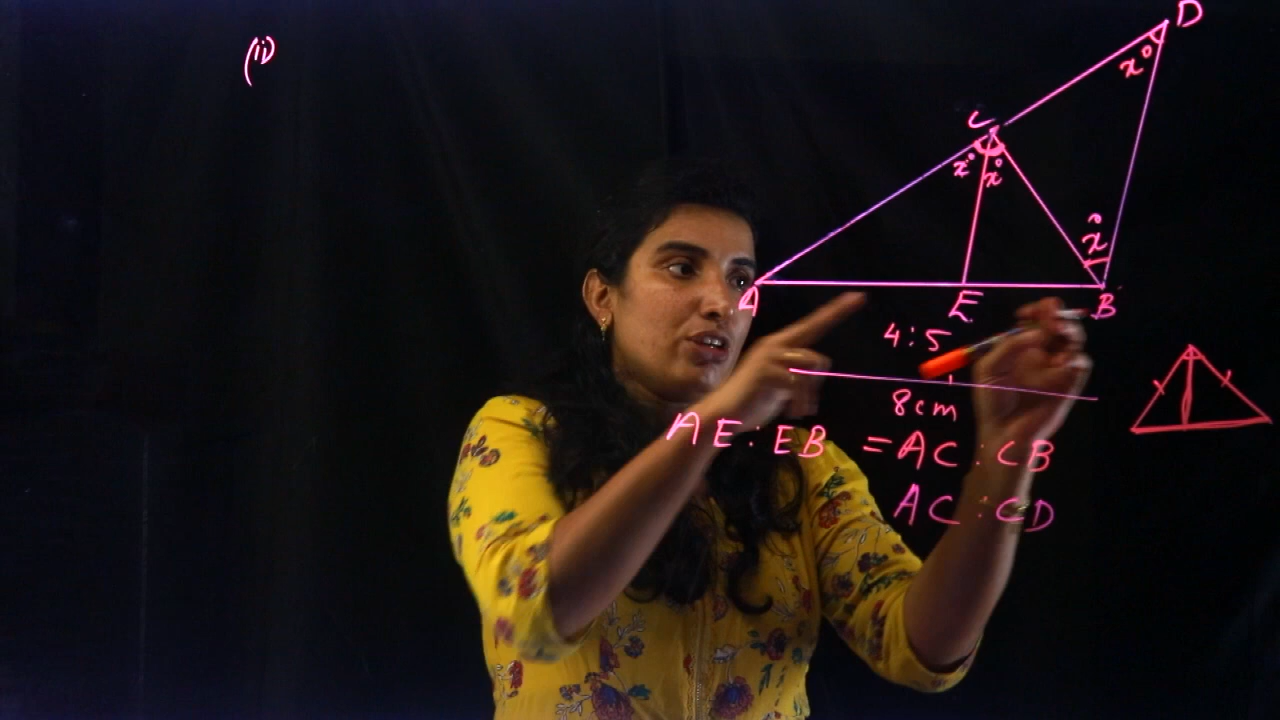 (ii)
D
x°
C
x° x°
x°
A E B
4:5
8cm
AE:EB = AC:CB
AC:CD